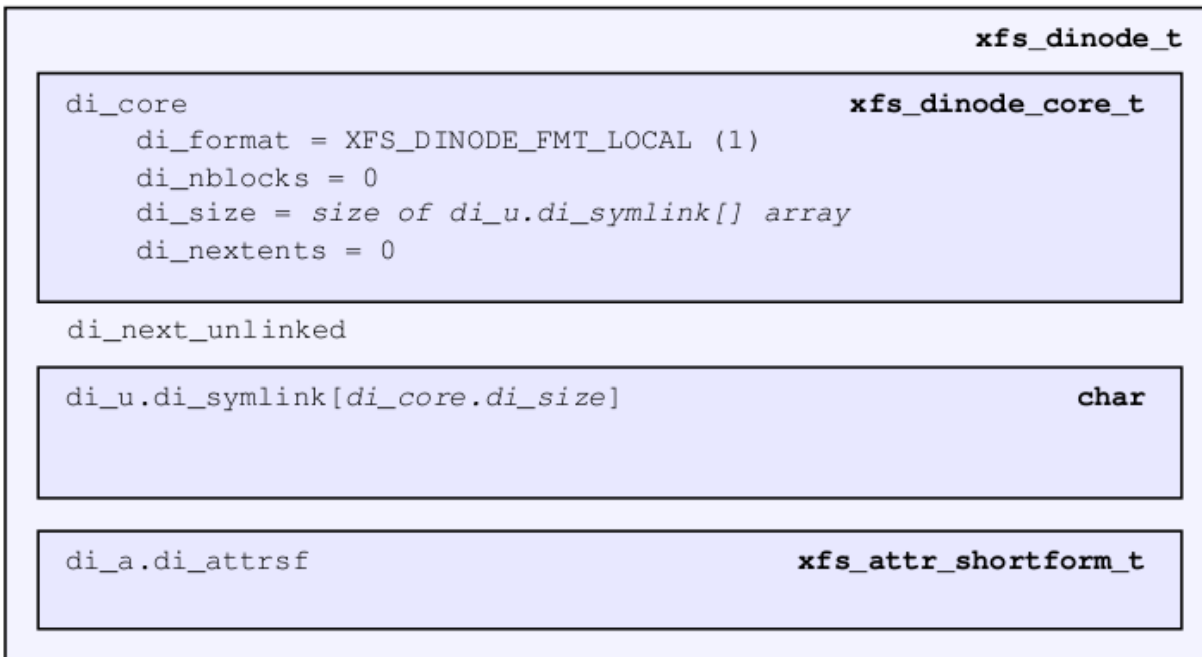 xfs_dinode_t
di_core xfs_dinode_core_t
di_format = XFS_DINODE_FMT_LOCAL (1)
di_nblocks = 0
di_size = size of di_u.di_symlink[] array
di_nextents = 0
di_next_unlinked
di_u.di_symlink[di_core.di_size] char
di_a.di_attrsf xfs_attr_shortform_t